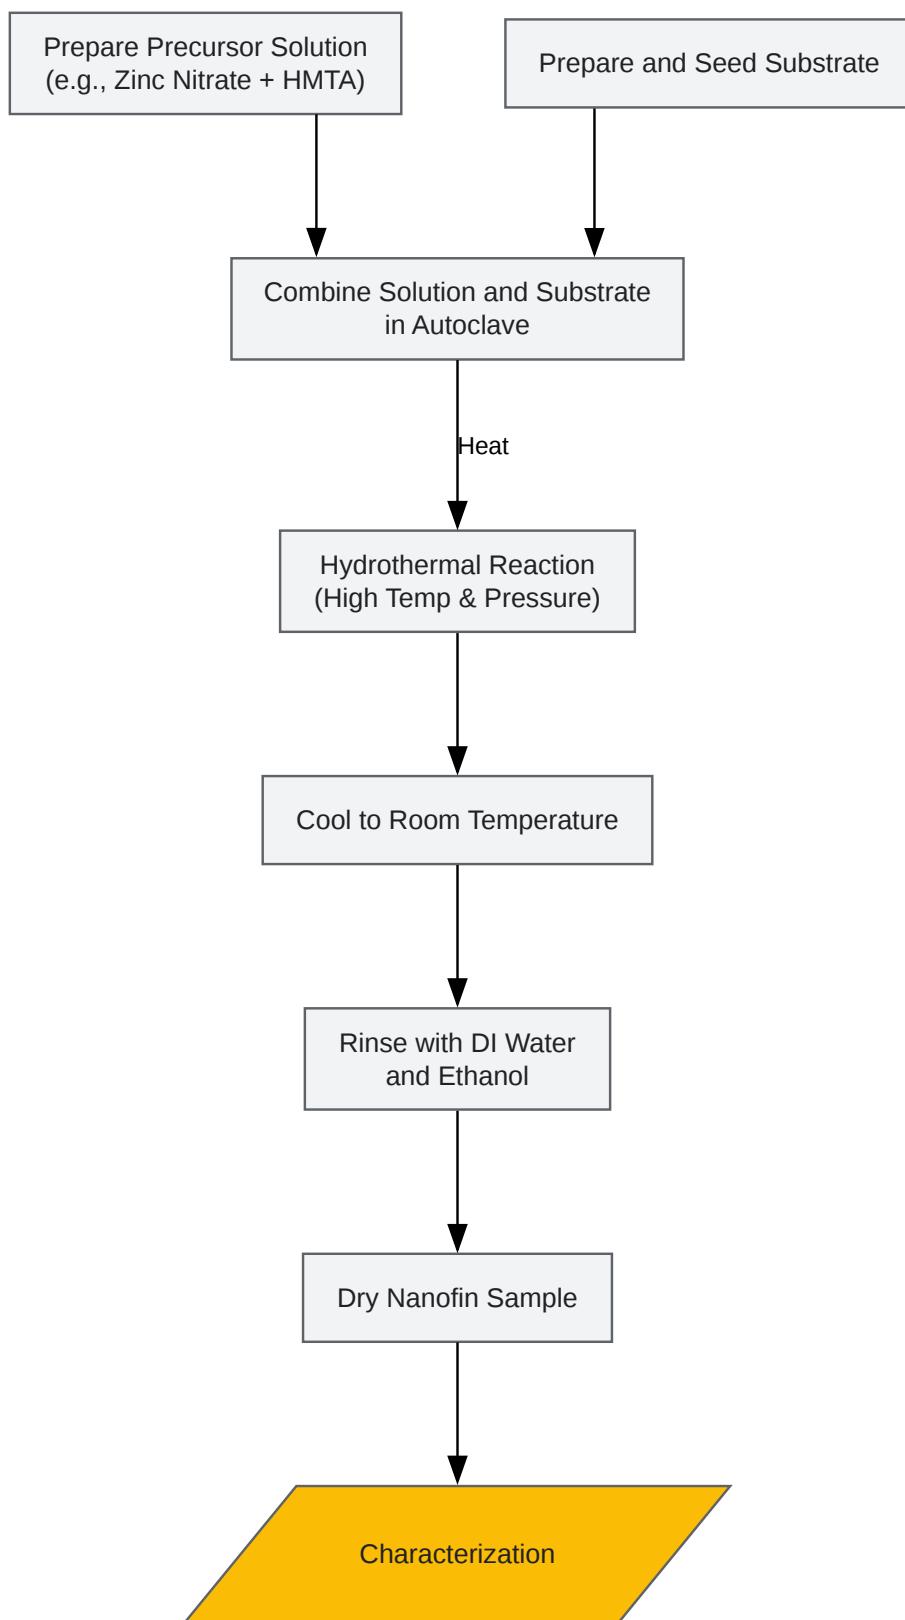 Prepare Precursor Solution
(e.g., Zinc Nitrate + HMTA)
Prepare and Seed Substrate
Combine Solution and Substrate
in Autoclave
Heat
Hydrothermal Reaction
(High Temp & Pressure)
Cool to Room Temperature
Rinse with DI Water
and Ethanol
Dry Nanofin Sample
Characterization